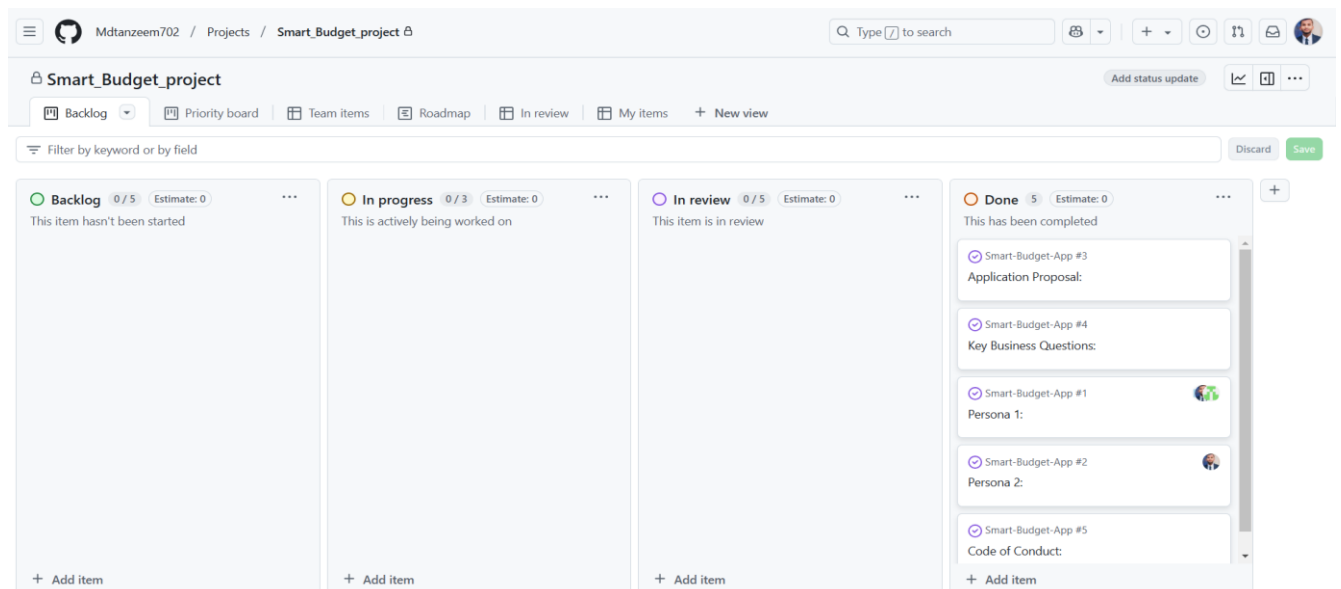 Mdtanzeem702 / Projects / Smart_Budget_project
Type / to search
Smart_Budget_project
Add status update
Backlog
Priority board
Team items
Roadmap
In review
My items
+ New view
Filter by keyword or by field
Discard
Save
Backlog 0 / 5 Estimate: 0
This item hasn't been started
+ Add item
In progress 0 / 3 Estimate: 0
This is actively being worked on
+ Add item
In review 0 / 5 Estimate: 0
This item is in review
+ Add item
Done 5 Estimate: 0
This has been completed
Smart-Budget-App #3
Application Proposal:
Smart-Budget-App #4
Key Business Questions:
Smart-Budget-App #1
Persona 1:
Smart-Budget-App #2
Persona 2:
Smart-Budget-App #5
Code of Conduct:
+ Add item